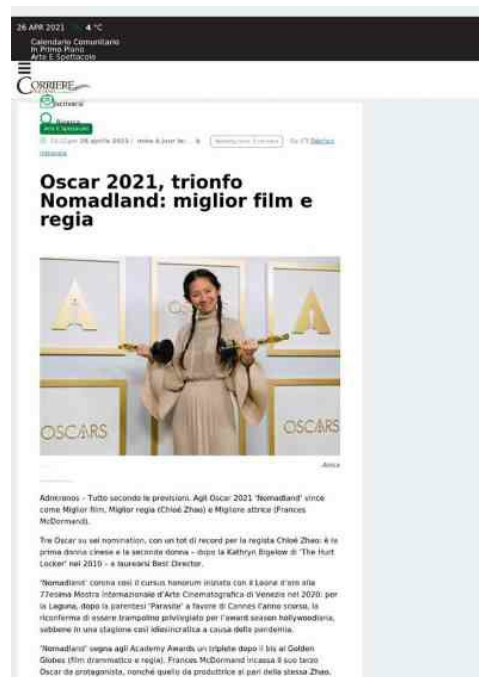 26 APR 2021
4 °C
Calendario Comunitario
In Primo Piano
Arte E Spettacolo
CORRIERE
Iscriversi
Ricerca
Arte E Spettacolo
26 aprile 2021
Oscar 2021, trionfo
Nomadland: miglior film e
regia
OSCARS
OSCARS
Adnkronos – Tutto secondo le previsioni. Agli Oscar 2021 'Nomadland' vince
come Miglior film, Miglior regia (Chloé Zhao) e Migliore attrice (Frances
McDormand).
Tre Oscar su sei nomination, con un tot di record per la regista Chloé Zhao: è la
prima donna cinese e la seconda donna – dopo la Kathryn Bigelow di 'The Hurt
Locker' nel 2010 – a laurearsi Best Director.
'Nomadland' corona così il cursus honorum iniziato con il Leone d'oro alla
77esima Mostra Internazionale d'Arte Cinematografica di Venezia nel 2020: per
la Laguna, dopo la parentesi 'Parasite' a favore di Cannes l'anno scorso, la
riconferma di essere trampolino privilegiato per l'award season hollywoodiana,
sebbene in una stagione così idiosincratica a causa della pandemia.
'Nomadland' segna agli Academy Awards un triplete dopo il bis ai Golden
Globes (film drammatico e regia). Frances McDormand incassa il suo terzo
Oscar da protagonista, nonché quello da produttrice al pari della stessa Zhao.